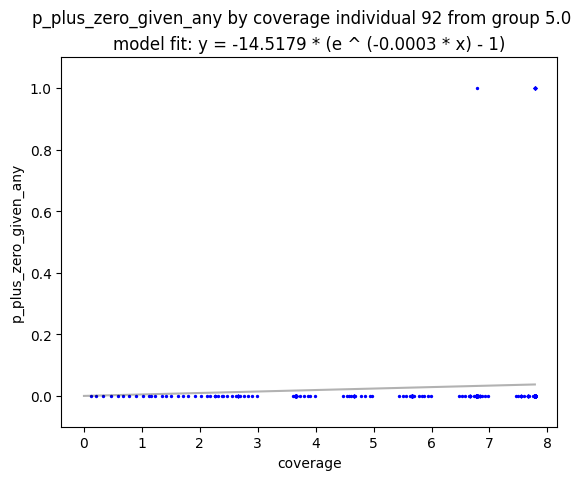 p_plus_zero_given_any by coverage individual 92 from group 5.0
model fit: y = -14.5179 * (e ^ (-0.0003 * x) - 1)
p_plus_zero_given_any
1.0
0.8
0.6
0.4
0.2
0.0
0 1 2 3 4 5 6 7 8
coverage